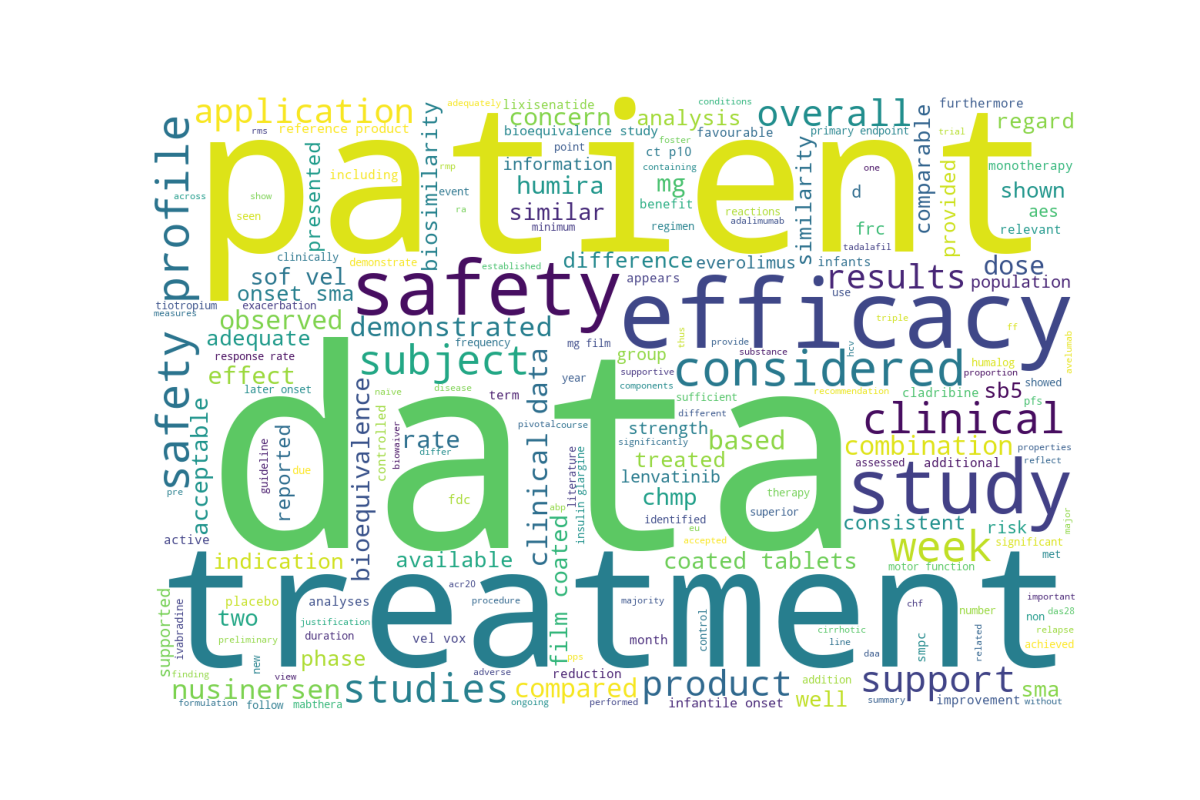 patient
data
treatment
efficacy
safety
study
safety profile
clinical
considered
application
overall
concern
analysis
regard
furthermore
conditions
adequately
lixisenatide
rms
reference product
bioequivalence study
favourable
primary endpoint
foster
trial
one
point
ct p10
containing
monotherapy
rmp
including
information
presented
biosimilarity
similarity
comparable
provided
across
show
event
humira
mg
benefit
reactions
d
shown
aes
seen
ra
similar
minimum
regimen
adalimumab
tadalafil
frc
relevant
clinically
demonstrate
established
difference
everolimus
infants
results
dose
population
sof vel
onset sma
appears
use
tiotropium
exacerbation
measures
observed
demonstrated
mg film
thus
provide
triple
ff
hcv
avelumab
adequate
frequency
response rate
subject
group
substance
humalog
proportion
showed
effect
later onset
year
supportive
components
recommendation
cladribine
sb5
pfs
naive
disease
term
sufficient
acceptable
reported
guideline
due
bioequivalence
controlled
biowaiver
rate
differ
clinical data
pivotal
course
different
strength
significantly
based
combination
properties
reflect
treated
assessed
additional
literature
insulin glargine
lenvatinib
therapy
superior
pre
fdc
abp
chmp
identified
consistent
risk
significant
major
active
eu
accepted
week
met
indication
available
film coated
coated tablets
motor function
acr20
procedure
majority
important
supported
ivabradine
placebo
analyses
two
justification
preliminary
duration
vel vox
month
control
cirrhotic
line
chf
number
das28
non
relapse
smpc
related
achieved
daa
new
phase
finding
view
adverse
pps
reduction
nusinersen
studies
compared
product
addition
well
support
sma
formulation
follow
mabthera
ongoing
performed
infantile onset
summary
improvement
without